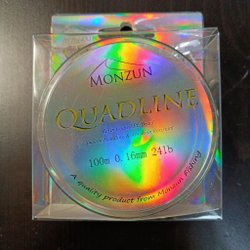 MONZUN
QUADLINE
100m 0.16mm 24lb
A quality product from Monzun Fishing